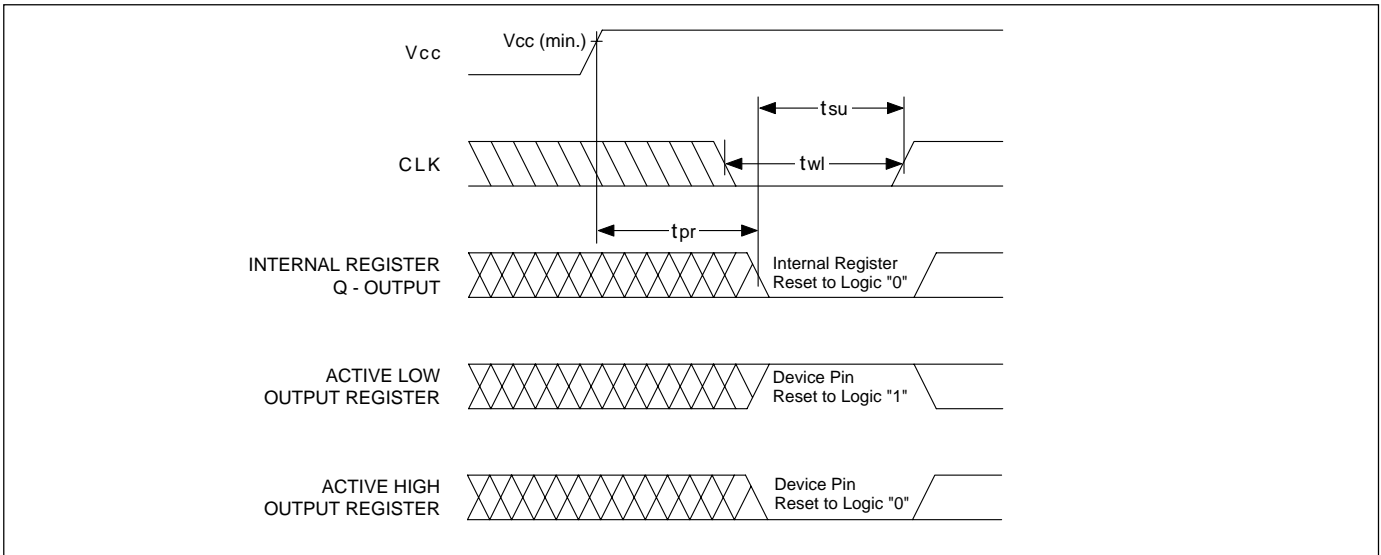 Vcc
Vcc (min.)
tsu
CLK
twl
tpr
INTERNAL REGISTER
Q - OUTPUT
Internal Register
Reset to Logic "0"
ACTIVE LOW
OUTPUT REGISTER
Device Pin
Reset to Logic "1"
ACTIVE HIGH
OUTPUT REGISTER
Device Pin
Reset to Logic "0"